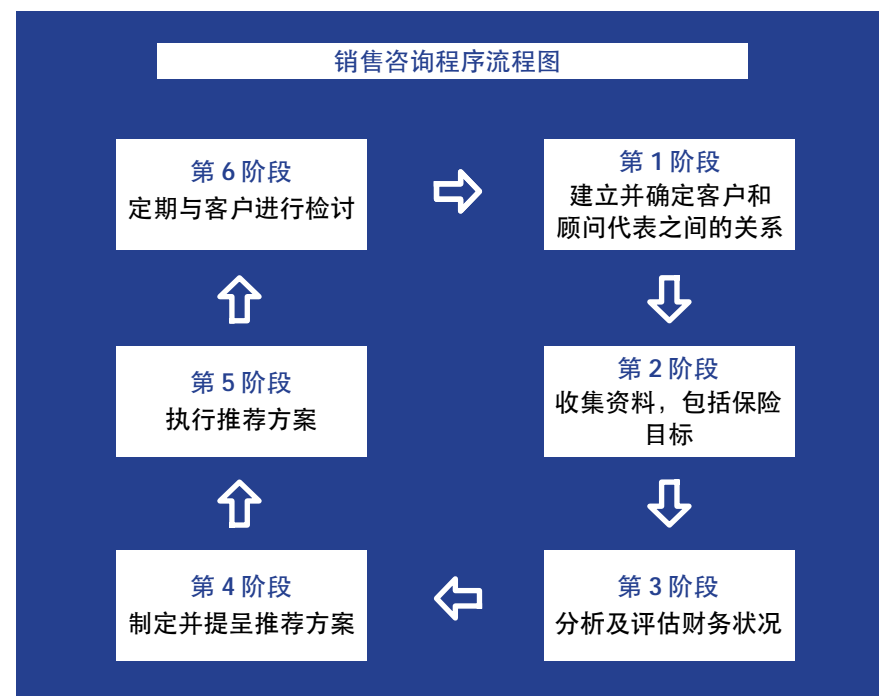 销售咨询程序流程图
第 6 阶段
定期与客户进行检讨
第 1 阶段
建立并确定客户和
顾问代表之间的关系
第 5 阶段
执行推荐方案
第 2 阶段
收集资料，包括保险
目标
第 4 阶段
制定并提呈推荐方案
第 3 阶段
分析及评估财务状况